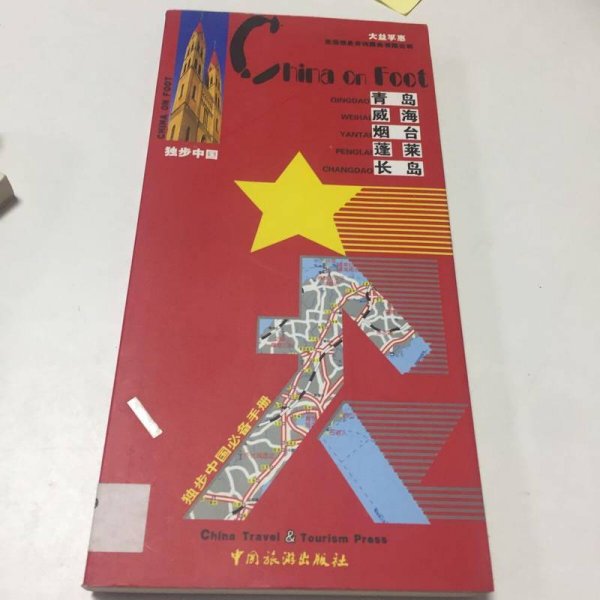 大益苹惠
China on Foot
QINGDAO 青岛
WEIHAI 威海
YANTAI 烟台
PENGLAI 蓬莱
CHANGDAO 长岛
CHINA ON FOOT
独步中国
独步中国必备手册
China Travel & Tourism Press
中国旅游出版社